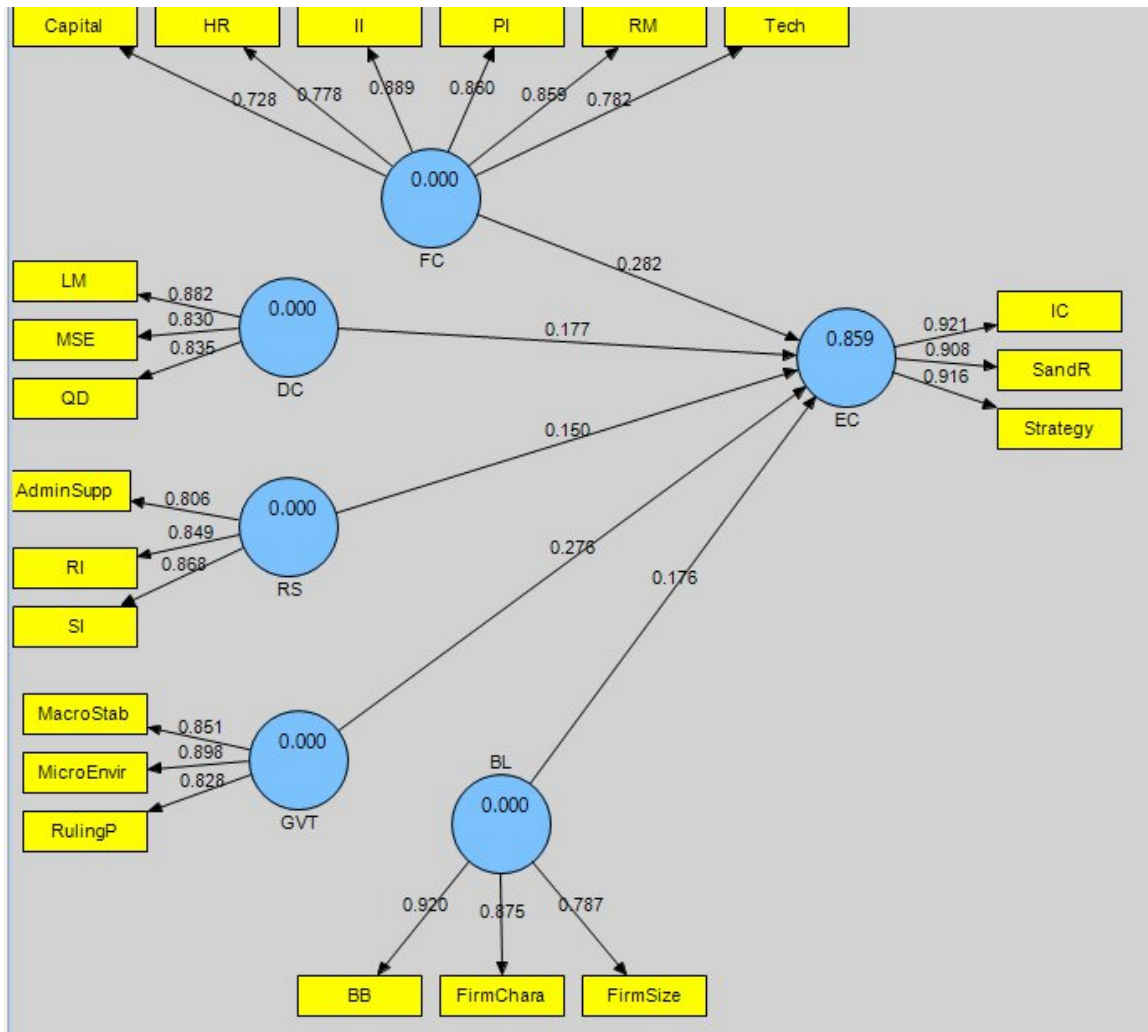 Capital HR II PI RM Tech
0.728 0.778 0.889 0.860 0.859 0.782
0.000
FC
0.282
LM
0.882
MSE
0.830
QD
0.835
0.000
DC
0.177
AdminSupp
0.806
RI
0.849
SI
0.868
0.000
RS
0.150
MacroStab
0.851
MicroEnvir
0.898
RulingP
0.828
0.000
GVT
0.276
BL
0.000
0.176
0.920 0.875 0.787
BB FirmChara FirmSize
0.859
EC
0.921
IC
0.908
SandR
0.916
Strategy